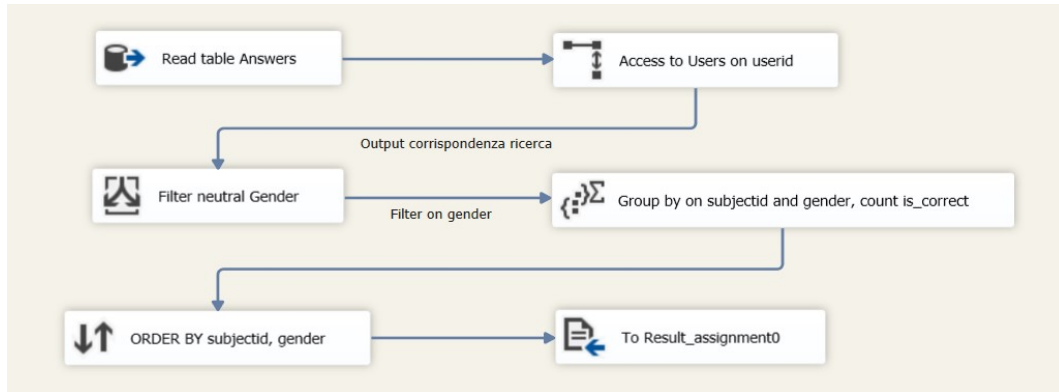 Read table Answers
Access to Users on userid
Output corrispondenza ricerca
Filter neutral Gender
Filter on gender
Group by on subjectid and gender, count is_correct
ORDER BY subjectid, gender
To Result_assignment0